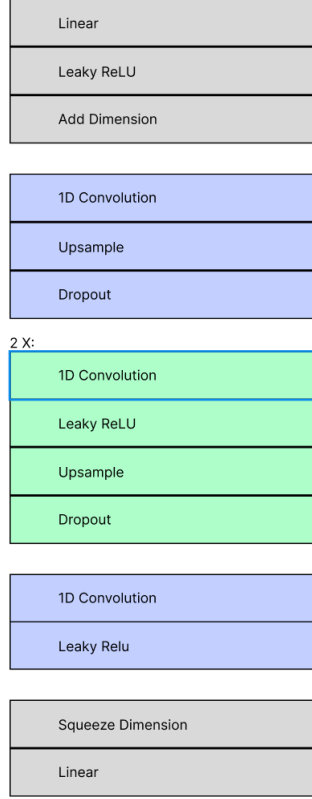 Linear
Leaky ReLU
Add Dimension
1D Convolution
Upsample
Dropout
2 X:
1D Convolution
Leaky ReLU
Upsample
Dropout
1D Convolution
Leaky Relu
Squeeze Dimension
Linear